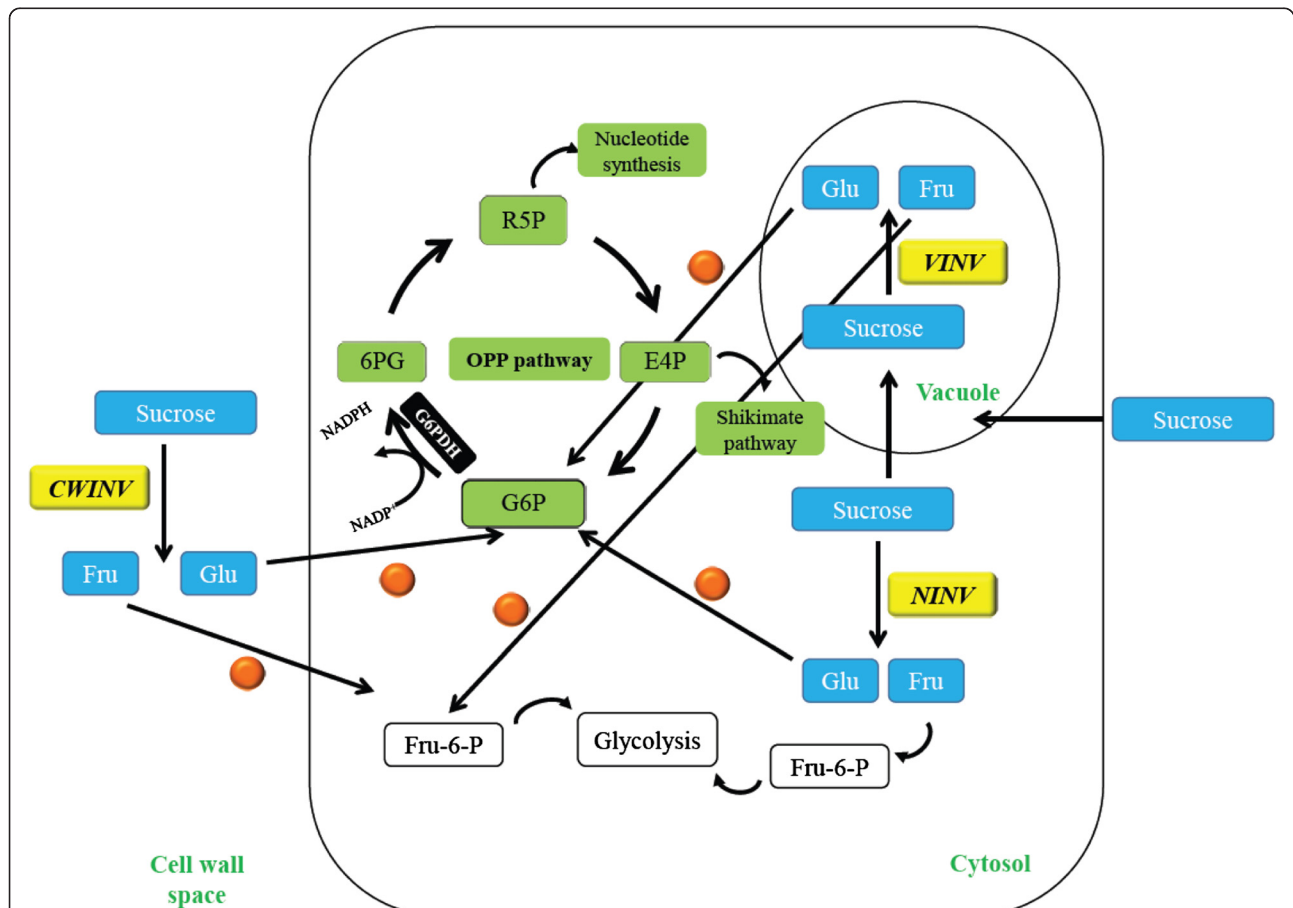 Nucleotide
synthesis
R5P
Glu
Fru
VINV
Sucrose
6PG
OPP pathway
E4P
Vacuole
Sucrose
Sucrose
NADPH
G6PDH
Shikimate
pathway
CWINV
NADP+
G6P
Sucrose
Fru
Glu
NINV
Glu
Fru
Fru-6-P
Glycolysis
Fru-6-P
Cell wall
space
Cytosol